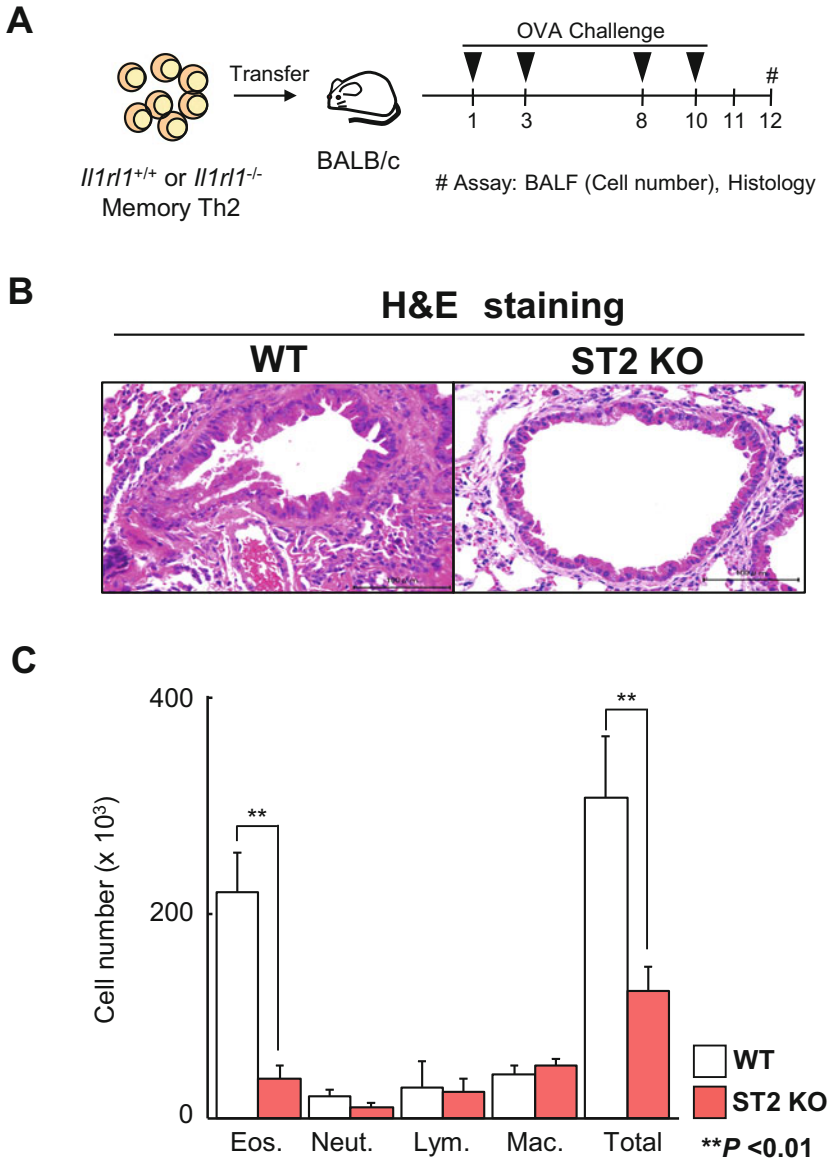 A
OVA Challenge
Transfer
#
1 3 8 10 11 12
BALB/c
Il1rl1+/+ or Il1rl1-/-
Memory Th2
# Assay: BALF (Cell number), Histology
B
H&E staining
WT ST2 KO
C
Cell number (x 10³)
400
200
0
**
**
Eos. Neut. Lym. Mac. Total
WT
ST2 KO
**P <0.01